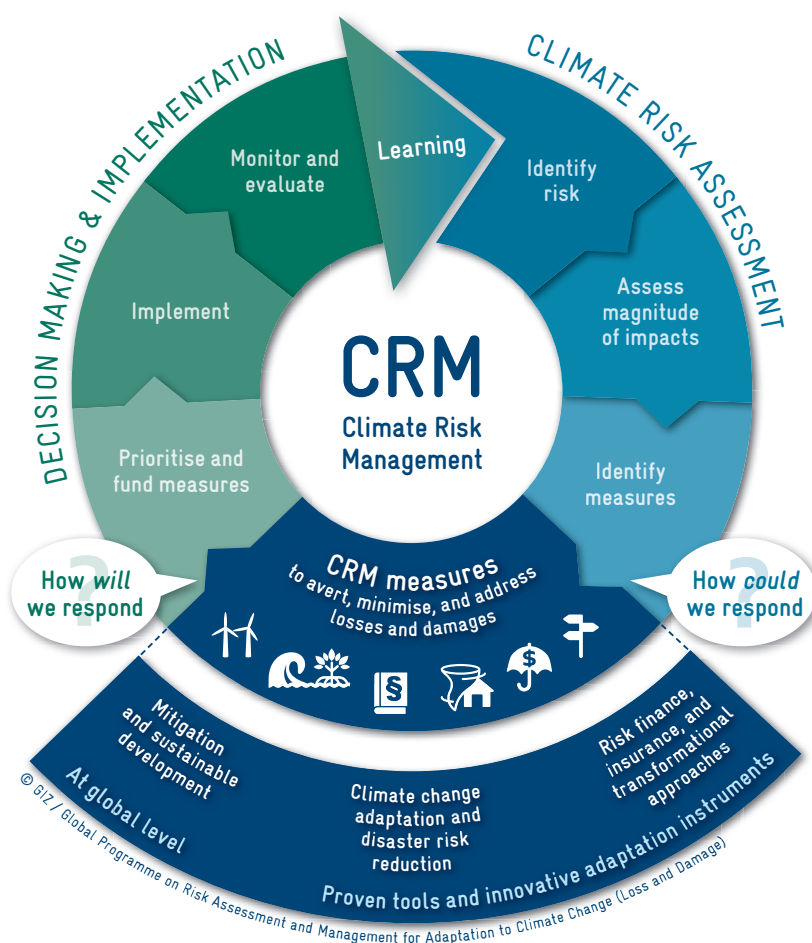 DECISION MAKING & IMPLEMENTATION
CLIMATE RISK ASSESSMENT
Learning
Monitor and
evaluate
Identify
risk
Implement
Assess
magnitude
of impacts
CRM
Climate Risk
Management
Prioritise and
fund measures
Identify
measures
?
How will
we respond
?
How could
we respond
CRM measures
to avert, minimise, and address
losses and damages
§
$
Mitigation
and sustainable
development
Climate change
adaptation and
disaster risk
reduction
Risk finance,
insurance, and
transformational
approaches
At global level
Proven tools and innovative adaptation instruments
© GIZ / Global Programme on Risk Assessment and Management for Adaptation to Climate Change (Loss and Damage)